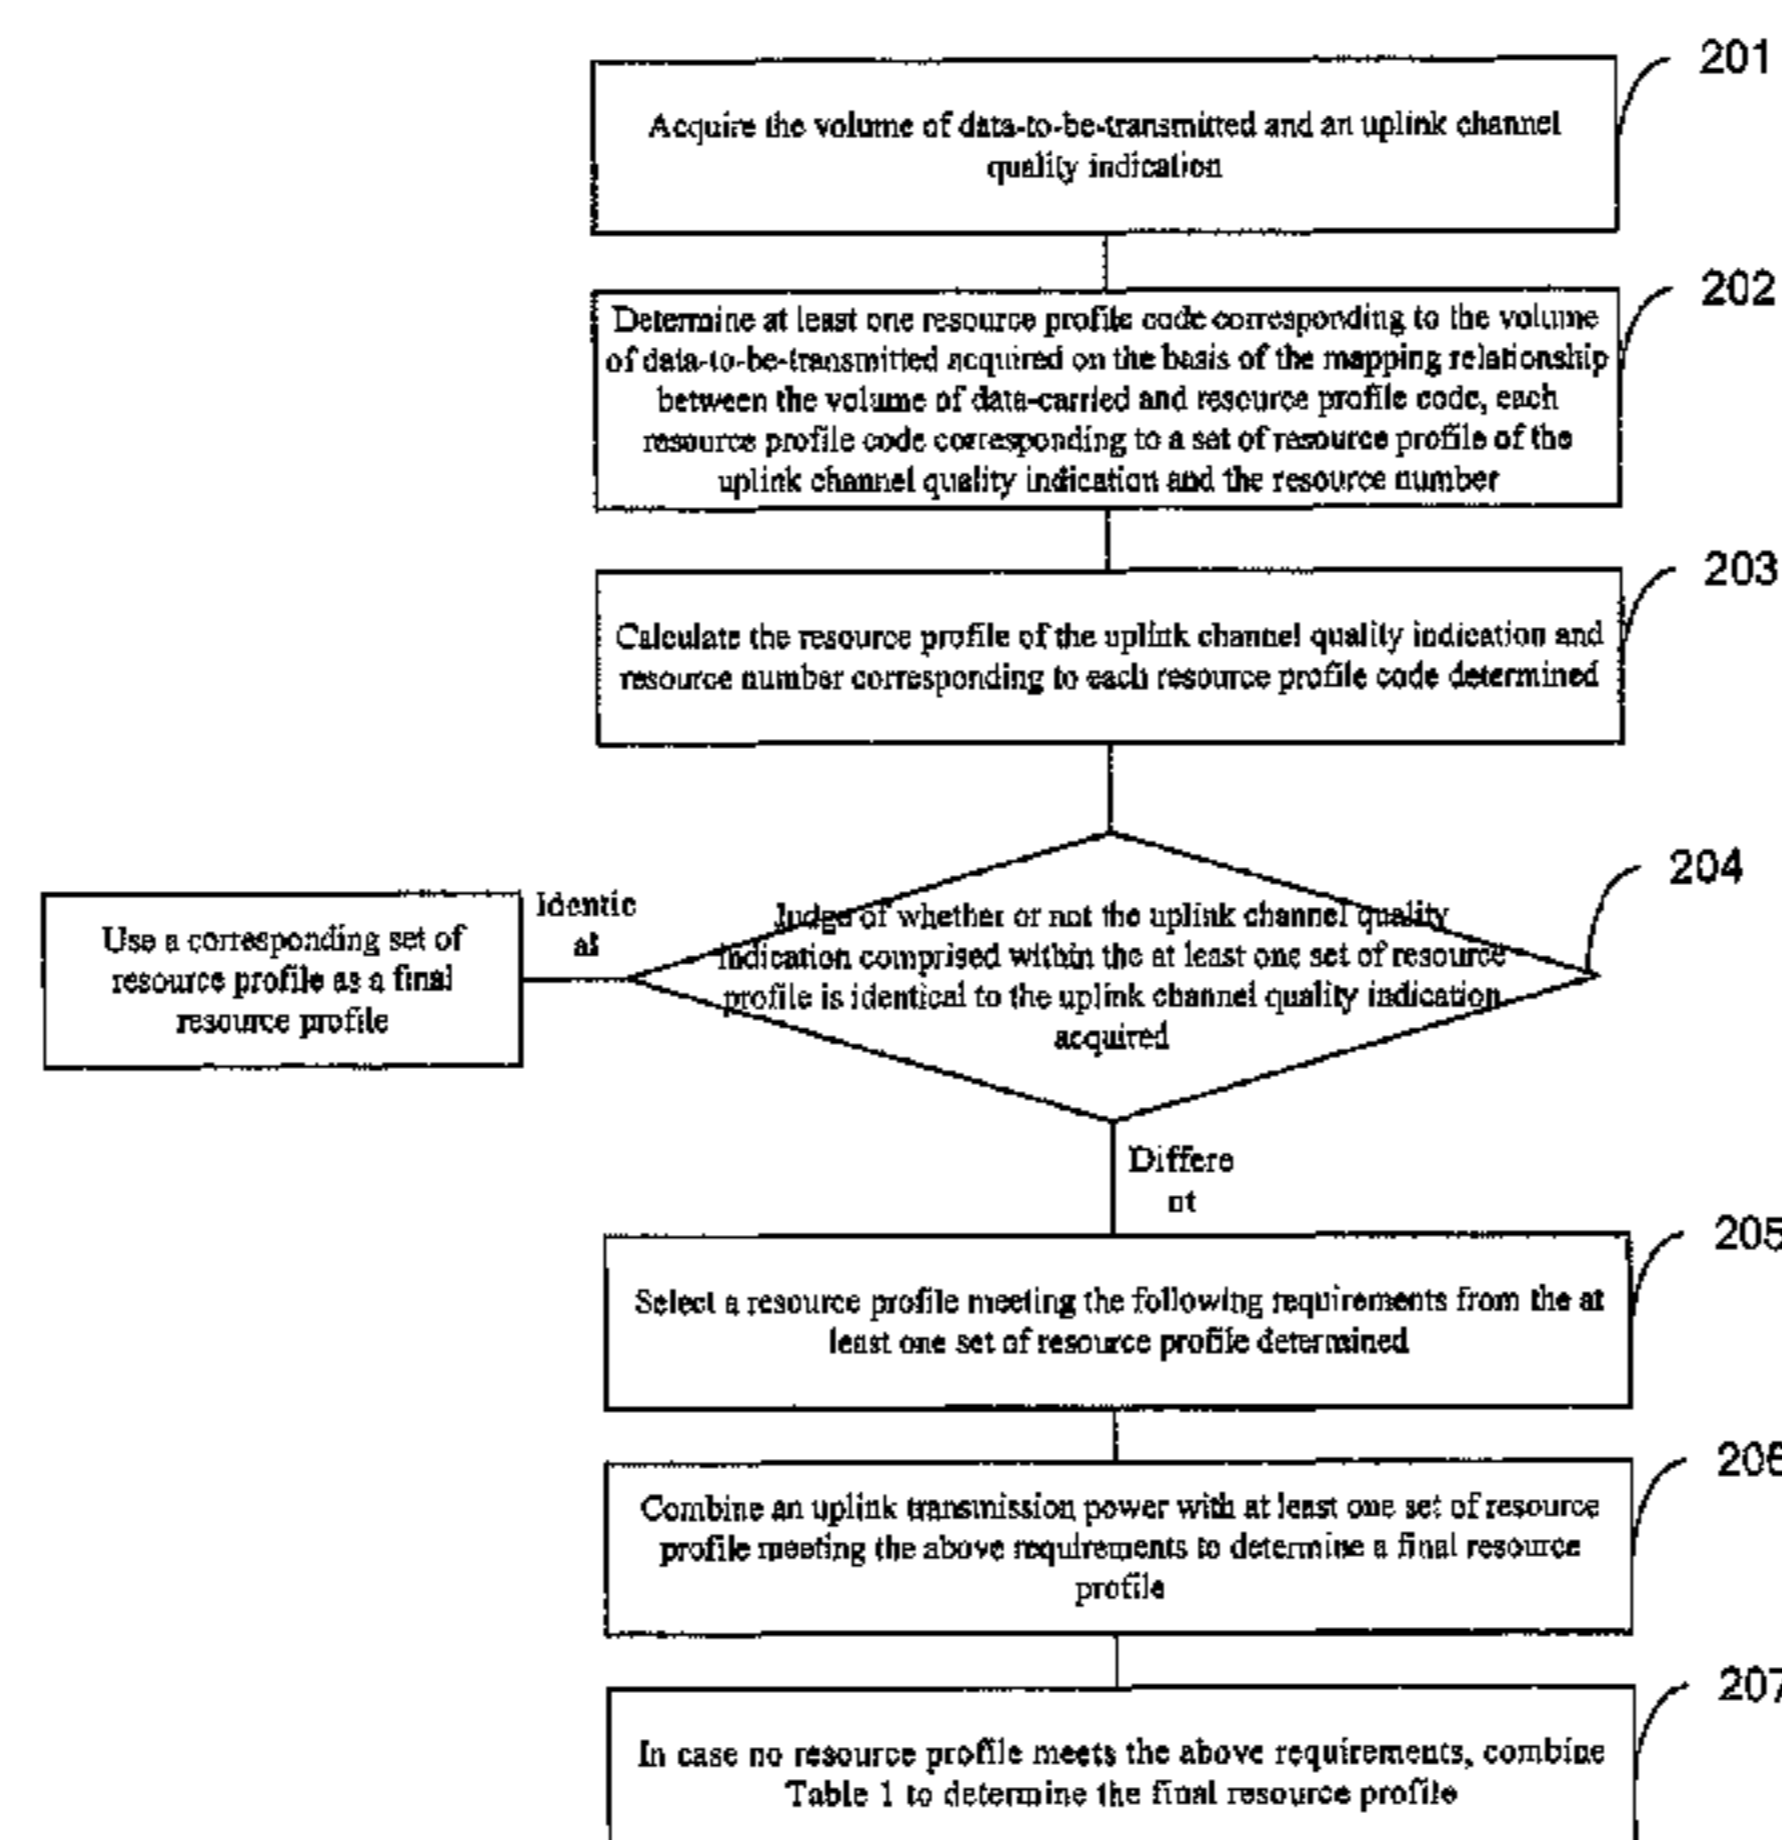 201
Acquire the volume of data-to-be-transmitted and an uplink channel
quality indication
202
Determine at least one resource profile code corresponding to the volume
of data-to-be-transmitted acquired on the basis of the mapping relationship
between the volume of data-carried and resource profile code, each
resource profile code corresponding to a set of resource profile of the
uplink channel quality indication and the resource number
203
Calculate the resource profile of the uplink channel quality indication and
resource number corresponding to each resource profile code determined
204
Judge of whether or not the uplink channel quality
indication comprised within the at least one set of resource
profile is identical to the uplink channel quality indication
acquired
Identic
al
Use a corresponding set of
resource profile as a final
resource profile
Differe
nt
205
Select a resource profile meeting the following requirements from the at
least one set of resource profile determined
206
Combine an uplink transmission power with at least one set of resource
profile meeting the above requirements to determine a final resource
profile
207
In case no resource profile meets the above requirements, combine
Table 1 to determine the final resource profile